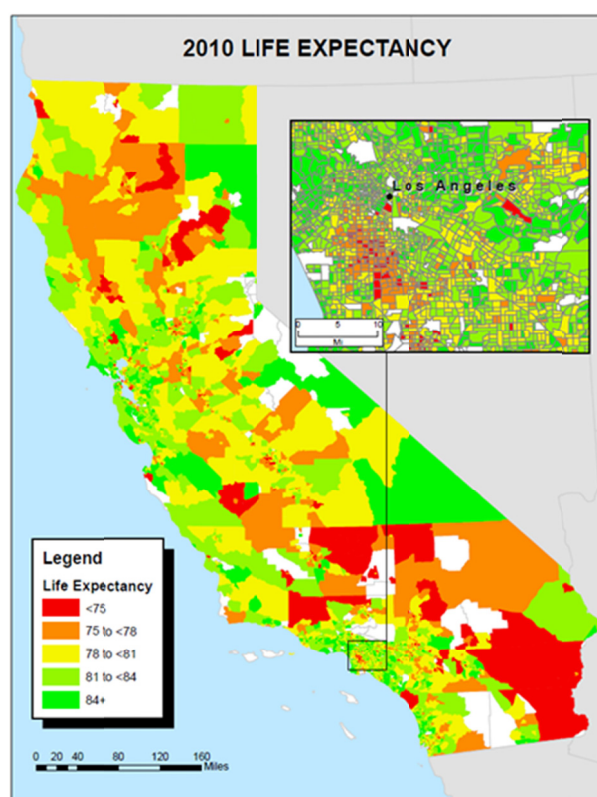 2010 LIFE EXPECTANCY
Los Angeles
0 5 10
Mi
Legend
Life Expectancy
<75
75 to <78
78 to <81
81 to <84
84+
0 20 40 80 120 160
Miles